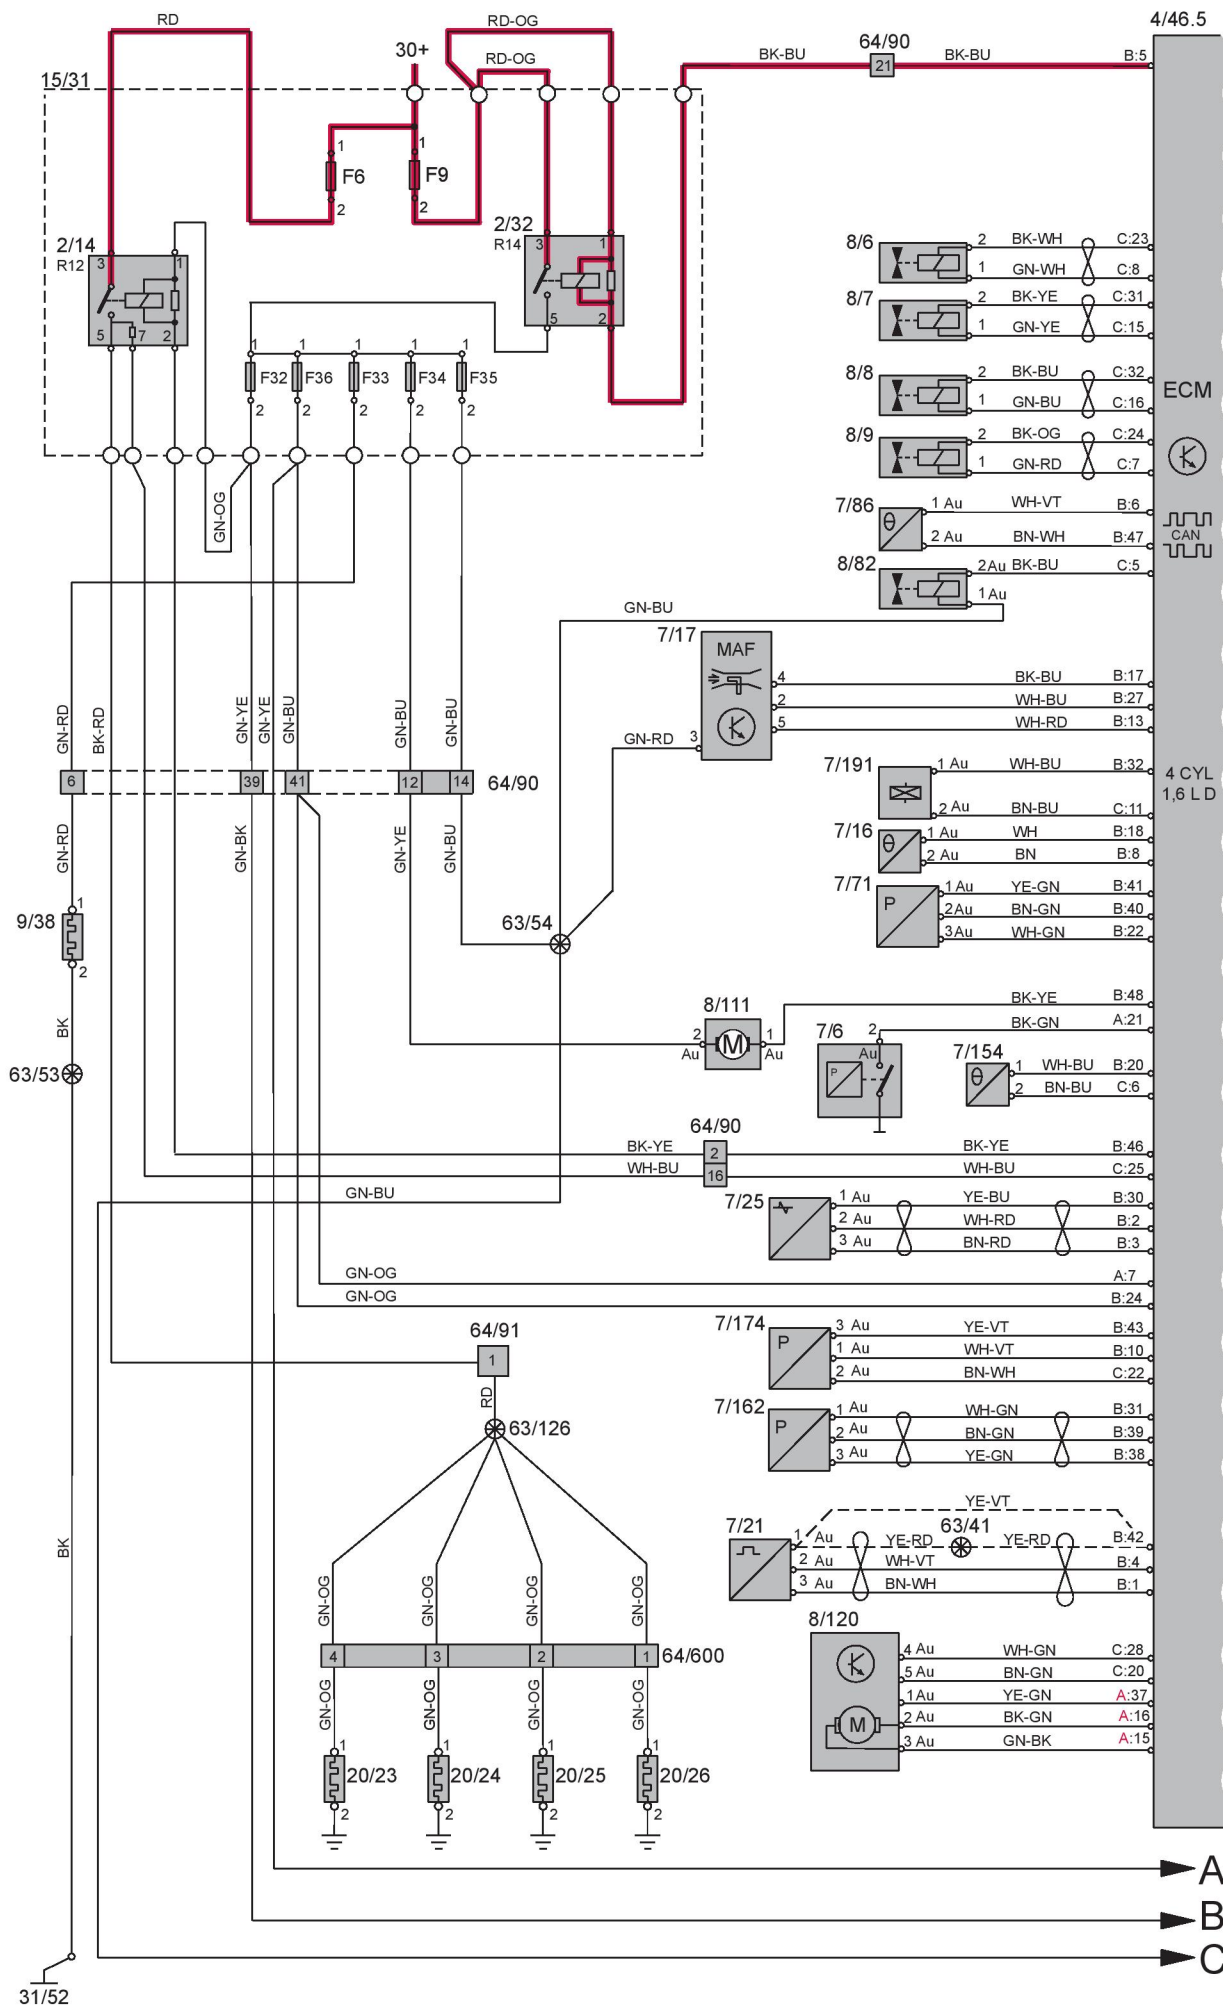 4/46.5
RD
RD-OG
64/90
30+
RD-OG
BK-BU
21
BK-BU
B:5
15/31
1
1
F6
F9
2
2
2/32
R14
3
1
5
2
2/14
R12
3
1
5
7
2
8/6
2
BK-WH
C:23
1
GN-WH
C:8
8/7
2
BK-YE
C:31
1
GN-YE
C:15
1
1
1
1
1
F32
F36
F33
F34
F35
2
2
2
2
2
8/8
2
BK-BU
C:32
1
GN-BU
C:16
ECM
8/9
2
BK-OG
C:24
1
GN-RD
C:7
GN-OG
7/86
θ
1 Au
WH-VT
B:6
2 Au
BN-WH
B:47
CAN
8/82
2Au
BK-BU
C:5
1Au
GN-BU
7/17
MAF
4
BK-BU
B:17
2
WH-BU
B:27
5
WH-RD
B:13
GN-RD
3
GN-RD
BK-RD
GN-YE
GN-YE
GN-BU
GN-BU
GN-BU
6
39
41
12
14
64/90
7/191
1 Au
WH-BU
B:32
2 Au
BN-BU
C:11
4 CYL
1,6 L D
7/16
θ
1 Au
WH
B:18
2 Au
BN
B:8
GN-RD
GN-BK
GN-YE
GN-BU
7/71
P
1 Au
YE-GN
B:41
2Au
BN-GN
B:40
3Au
WH-GN
B:22
9/38
1
2
63/54
8/111
2
Au
M
1
Au
BK-YE
B:48
7/6
2
Au
P
BK-GN
A:21
7/154
θ
1
WH-BU
B:20
2
BN-BU
C:6
BK
63/53
64/90
BK-YE
2
BK-YE
B:46
WH-BU
16
WH-BU
C:25
GN-BU
7/25
1 Au
YE-BU
B:30
2 Au
WH-RD
B:2
3 Au
BN-RD
B:3
GN-OG
A:7
GN-OG
B:24
64/91
1
RD
63/126
7/174
P
3 Au
YE-VT
B:43
1 Au
WH-VT
B:10
2 Au
BN-WH
C:22
7/162
P
1 Au
WH-GN
B:31
2 Au
BN-GN
B:39
3 Au
YE-GN
B:38
YE-VT
7/21
1
Au
YE-RD
63/41
YE-RD
B:42
2 Au
WH-VT
B:4
3 Au
BN-WH
B:1
BK
GN-OG
GN-OG
GN-OG
GN-OG
4
3
2
1
64/600
8/120
M
4 Au
WH-GN
C:28
5 Au
BN-GN
C:20
1Au
YE-GN
A:37
2 Au
BK-GN
A:16
3 Au
GN-BK
A:15
GN-OG
GN-OG
GN-OG
GN-OG
1
1
1
1
20/23
20/24
20/25
20/26
2
2
2
2
A
B
C
31/52